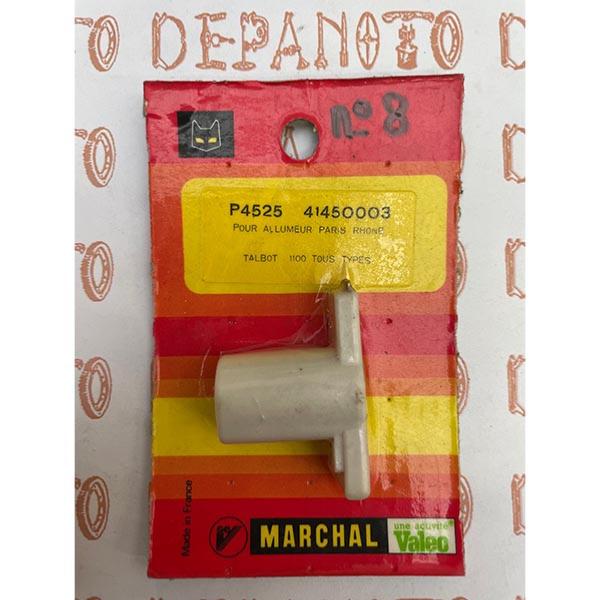 DEPANOTO
n° 8
P4525 41450003
POUR ALLUMEUR PARIS RHONE
TALBOT 1100 TOUS TYPES
Made in France
MARCHAL
une activité
Valeo